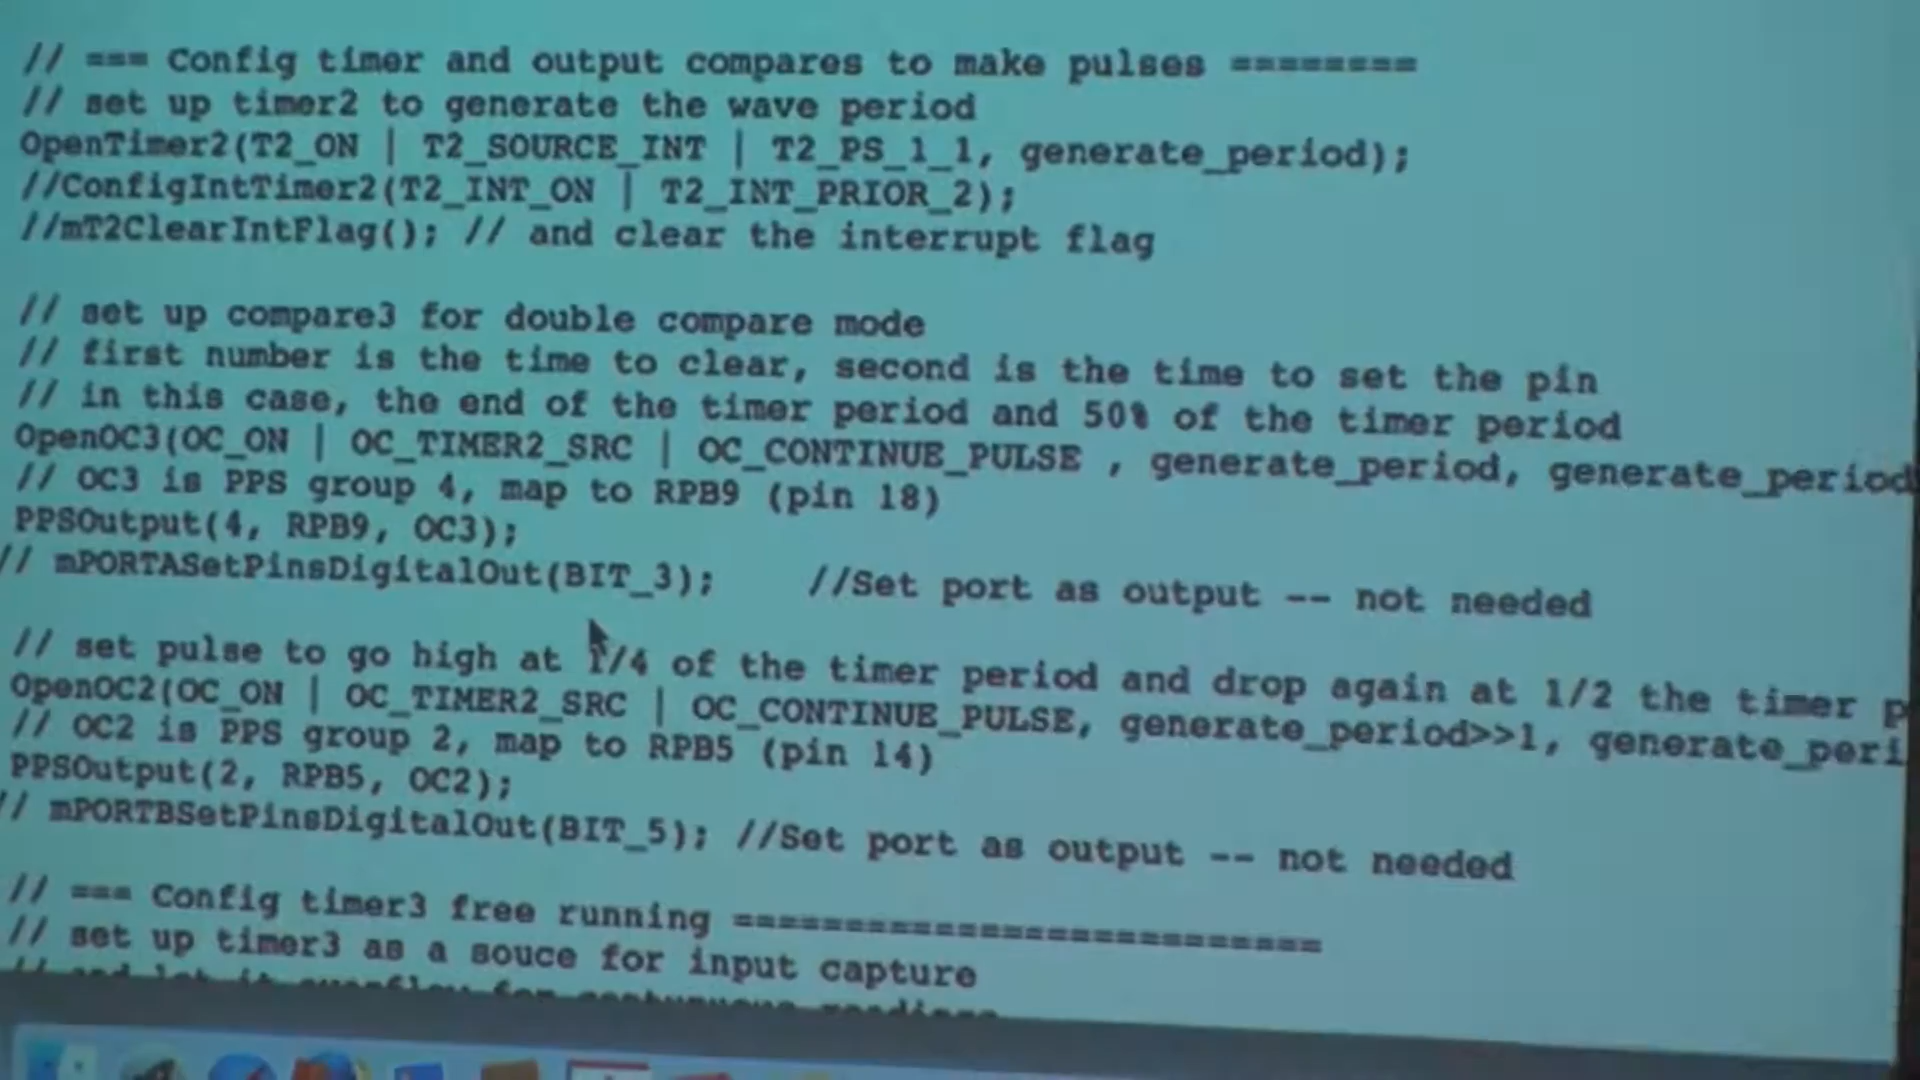 // === Config timer and output compares to make pulses ========
// set up timer2 to generate the wave period
OpenTimer2(T2_ON | T2_SOURCE_INT | T2_PS_1_1, generate_period);
//ConfigIntTimer2(T2_INT_ON | T2_INT_PRIOR_2);
//mT2ClearIntFlag(); // and clear the interrupt flag
// set up compare3 for double compare mode
// first number is the time to clear, second is the time to set the pin
// in this case, the end of the timer period and 50% of the timer period
OpenOC3(OC_ON | OC_TIMER2_SRC | OC_CONTINUE_PULSE , generate_period, generate_period
// OC3 is PPS group 4, map to RPB9 (pin 18)
PPSOutput(4, RPB9, OC3);
// mPORTASetPinsDigitalOut(BIT_3); //Set port as output -- not needed
// set pulse to go high at 1/4 of the timer period and drop again at 1/2 the timer p
OpenOC2(OC_ON | OC_TIMER2_SRC | OC_CONTINUE_PULSE, generate_period>>1, generate_peri
// OC2 is PPS group 2, map to RPB5 (pin 14)
PPSOutput(2, RPB5, OC2);
// mPORTBSetPinsDigitalOut(BIT_5); //Set port as output -- not needed
// === Config timer3 free running ==========================
// set up timer3 as a souce for input capture
// and let it overflow for